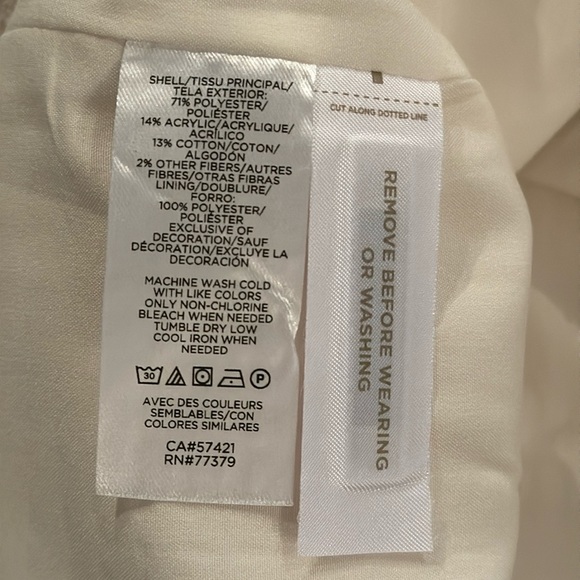 SHELL/TISSU PRINCIPAL/
TELA EXTERIOR:
71% POLYESTER/
POLIÉSTER
14% ACRYLIC/ACRYLIQUE/
ACRÍLICO
13% COTTON/COTON/
ALGODÓN
2% OTHER FIBERS/AUTRES
FIBRES/OTRAS FIBRAS
LINING/DOUBLURE/
FORRO:
100% POLYESTER/
POLIÉSTER
EXCLUSIVE OF
DECORATION/SAUF
DÉCORATION/EXCLUYE LA
DECORACIÓN
MACHINE WASH COLD
WITH LIKE COLORS
ONLY NON-CHLORINE
BLEACH WHEN NEEDED
TUMBLE DRY LOW
COOL IRON WHEN
NEEDED
30 P
AVEC DES COULEURS
SEMBLABLES/CON
COLORES SIMILARES
CA#57421
RN#77379
CUT ALONG DOTTED LINE
REMOVE BEFORE WEARING
OR WASHING